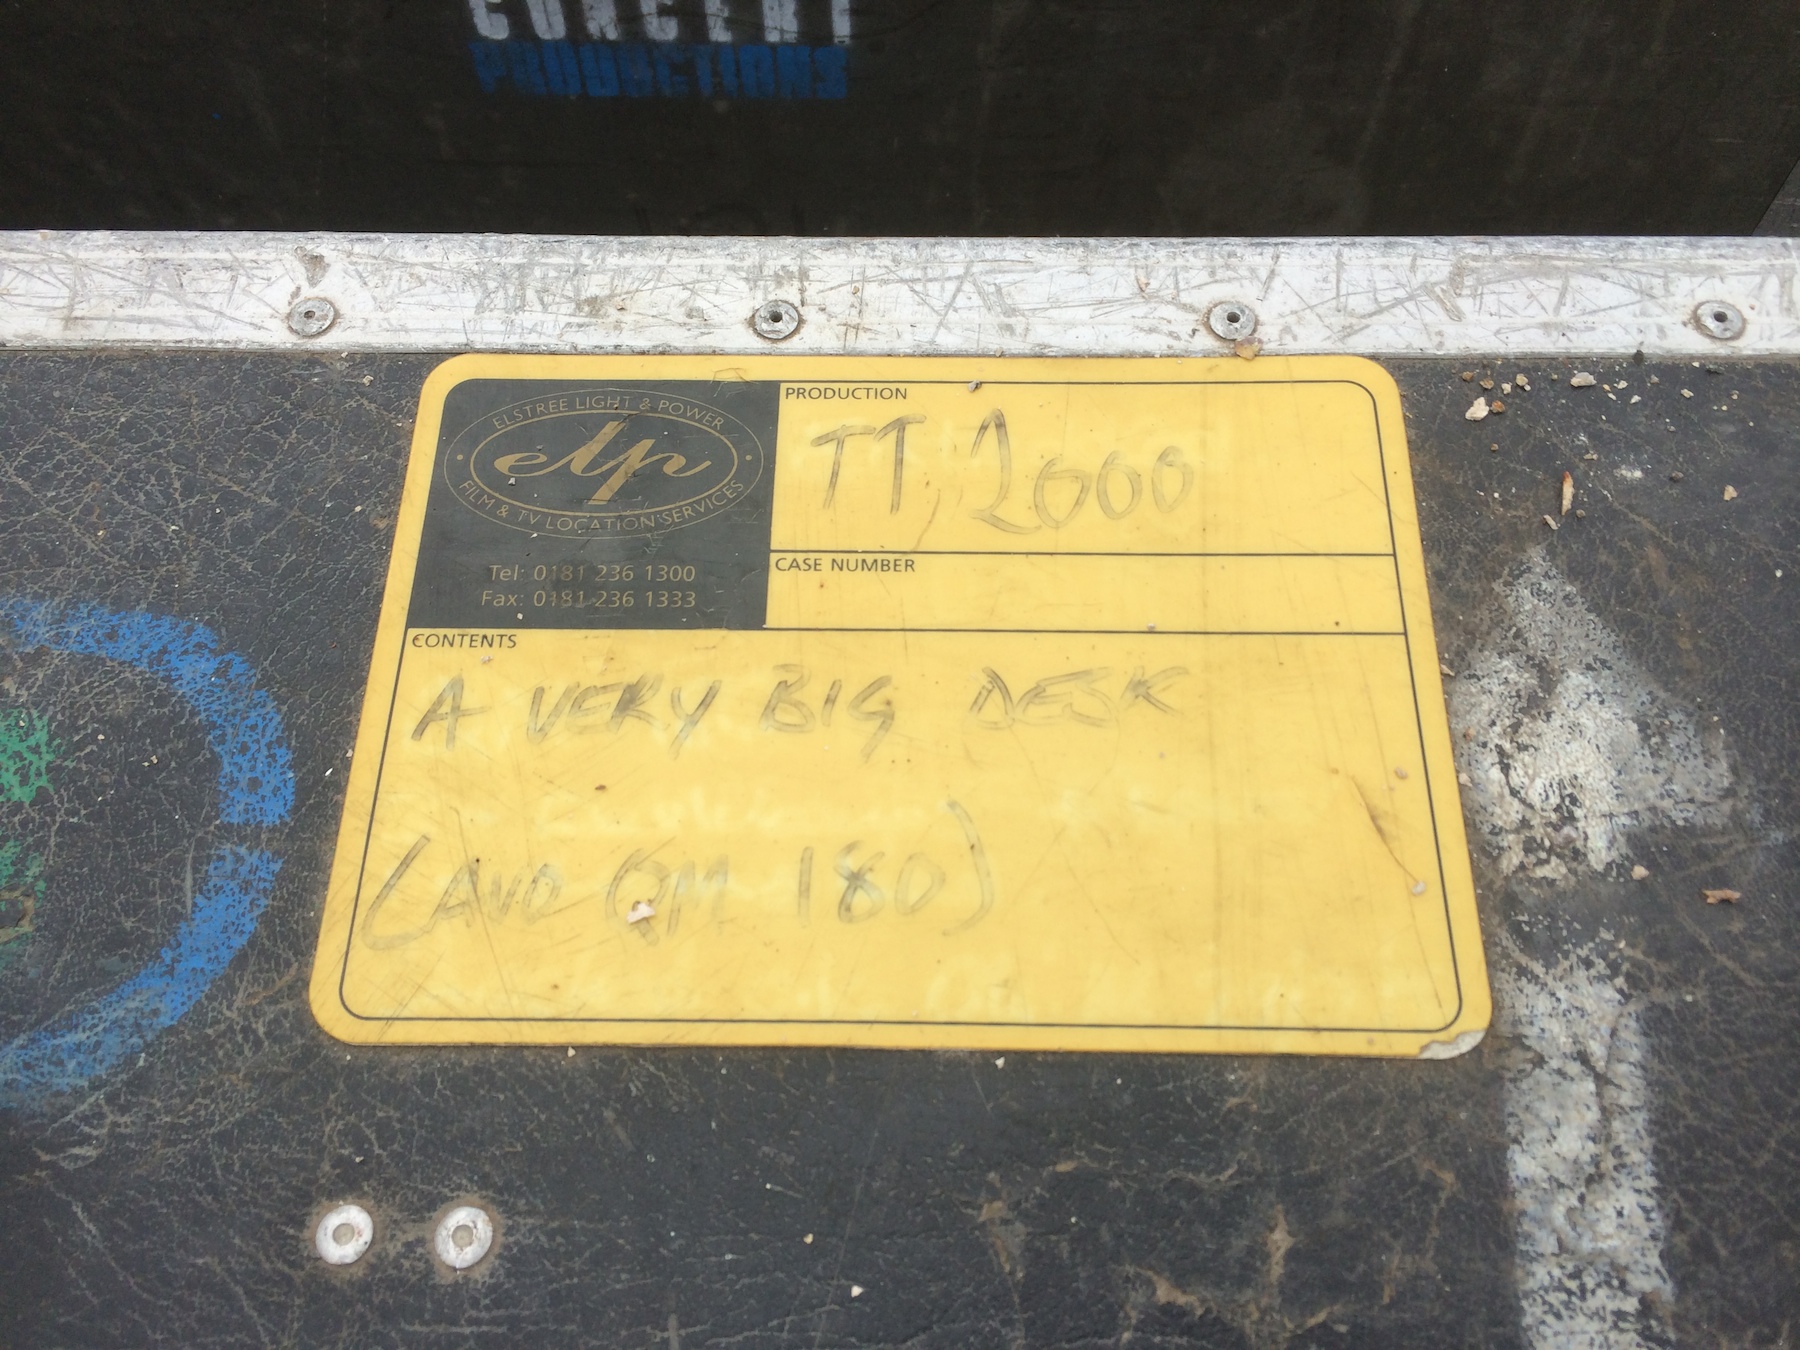 CONCERT
PRODUCTIONS
ELSTREE LIGHT & POWER
elp
FILM & TV LOCATION SERVICES
Tel: 0181 236 1300
Fax: 0181 236 1333
PRODUCTION
TT, 2000
CASE NUMBER
CONTENTS
A VERY BIG DESK
(AVO QM 180)